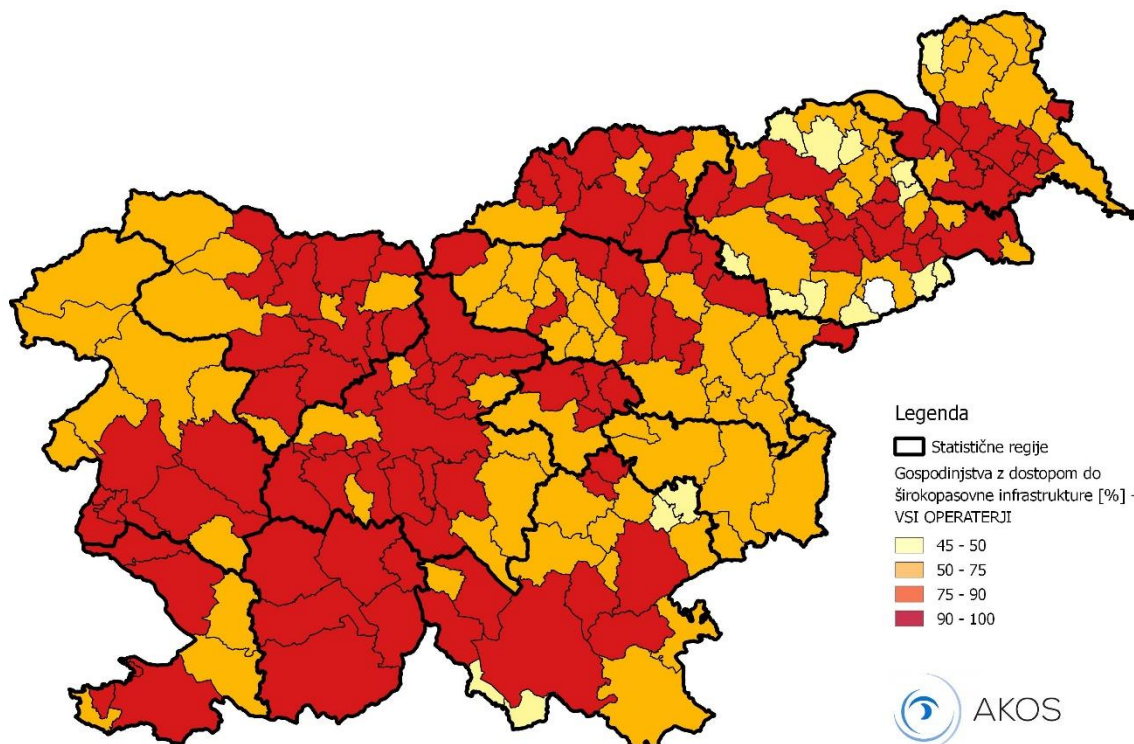 Legenda
Statistične regije
Gospodinjstva z dostopom do
širokopasovne infrastrukture [%] -
VSI OPERATERJI
45 - 50
50 - 75
75 - 90
90 - 100
AKOS